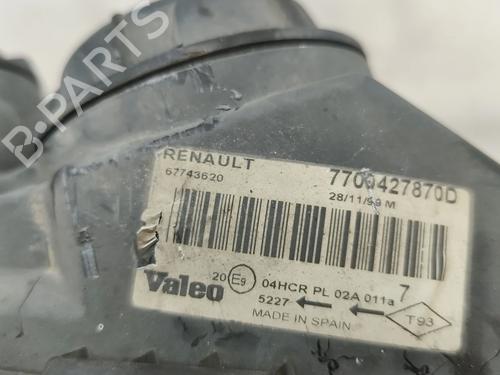 B-PARTS
RENAULT
67743620
7700427870D
28/11/99 M
7
Valeo
20 E9 04HCR PL 02A 011a
5227
T93
MADE IN SPAIN